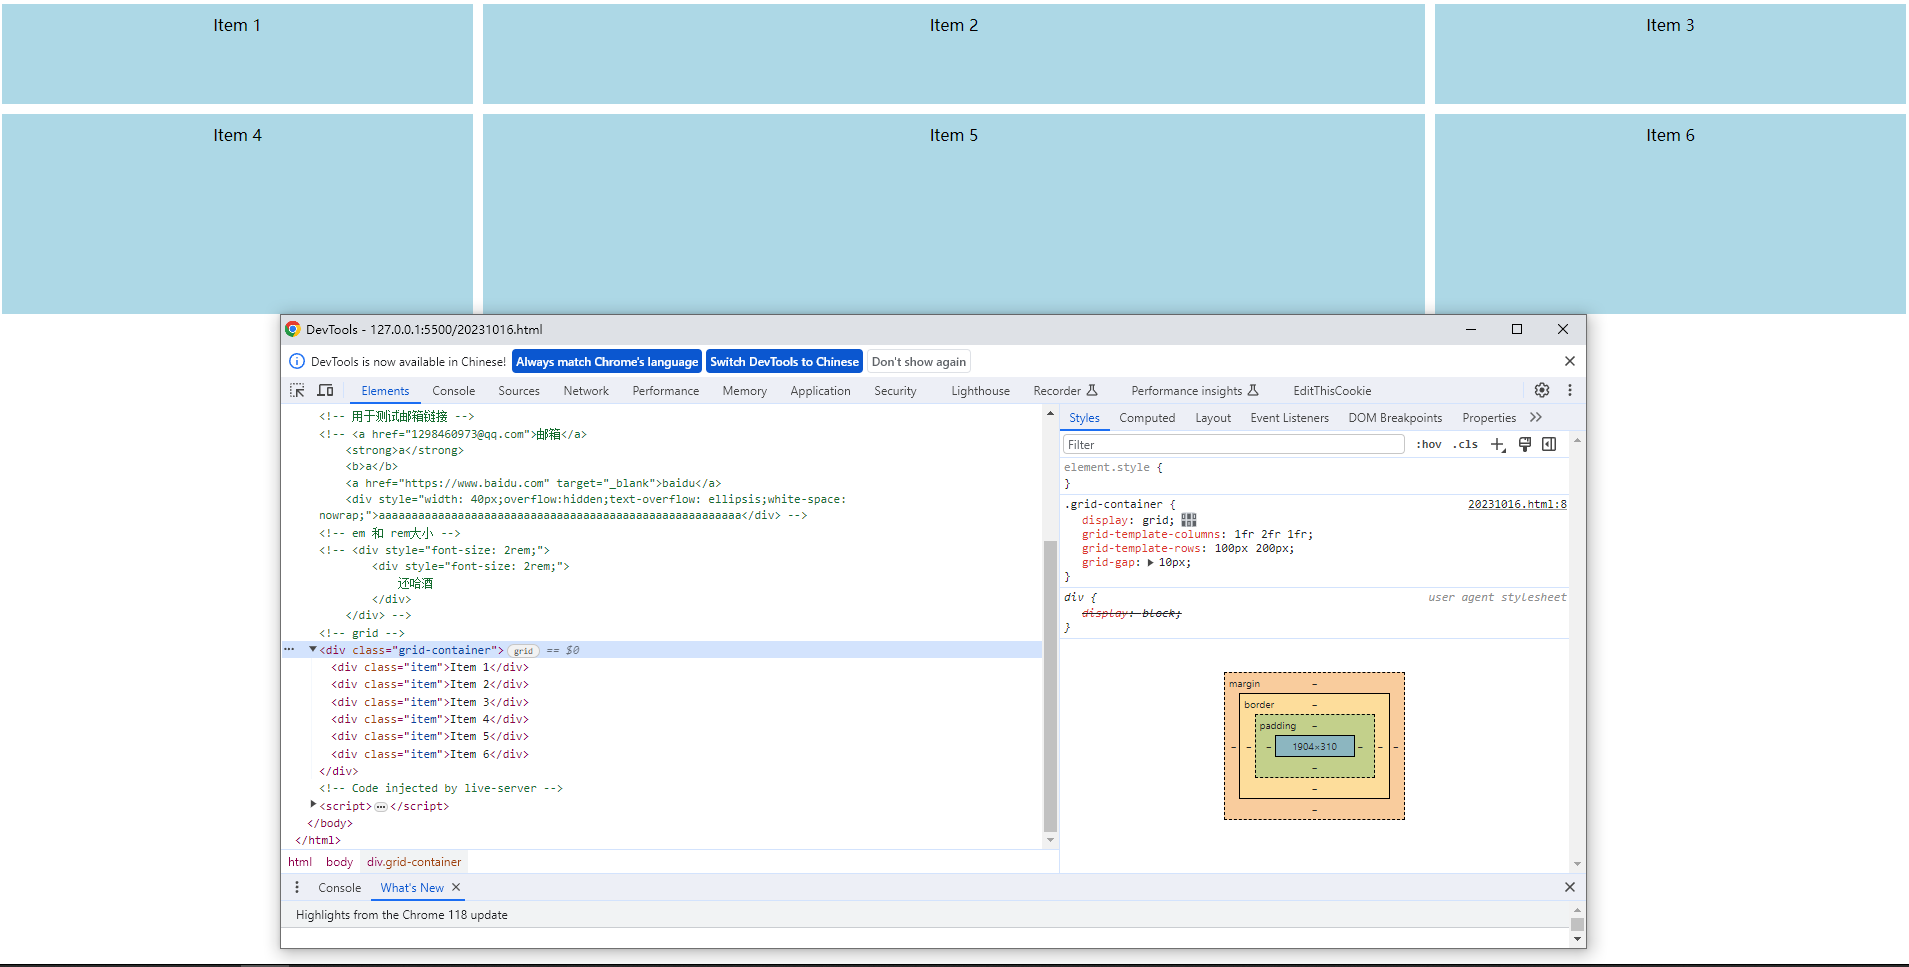 Item 1 Item 2 Item 3
Item 4 Item 5 Item 6
DevTools - 127.0.0.1:5500/20231016.html
DevTools is now available in Chinese! Always match Chrome's language Switch DevTools to Chinese Don't show again
Elements Console Sources Network Performance Memory Application Security Lighthouse Recorder Performance insights EditThisCookie
<!-- 用于测试邮箱链接 -->
<!-- <a href="1298460973@qq.com">邮箱</a>
<strong>a</strong>
<b>a</b>
<a href="https://www.baidu.com" target="_blank">baidu</a>
<div style="width: 40px;overflow:hidden;text-overflow: ellipsis;white-space:
nowrap;">aaaaaaaaaaaaaaaaaaaaaaaaaaaaaaaaaaaaaaaaaaaaaaaaaaaaaaa</div> -->
<!-- em 和 rem大小 -->
<!-- <div style="font-size: 2rem;">
<div style="font-size: 2rem;">
还哈酒
</div>
</div> -->
<!-- grid -->
<div class="grid-container"> grid == $0
<div class="item">Item 1</div>
<div class="item">Item 2</div>
<div class="item">Item 3</div>
<div class="item">Item 4</div>
<div class="item">Item 5</div>
<div class="item">Item 6</div>
</div>
<!-- Code injected by live-server -->
<script>…</script>
</body>
</html>
html body div.grid-container
Styles Computed Layout Event Listeners DOM Breakpoints Properties
Filter :hov .cls
element.style {
}
.grid-container { 20231016.html:8
display: grid;
grid-template-columns: 1fr 2fr 1fr;
grid-template-rows: 100px 200px;
grid-gap: 10px;
}
div { user agent stylesheet
display: block;
}
margin -
border -
padding -
- - - 1904×310 - - -
-
-
-
Console What's New
Highlights from the Chrome 118 update